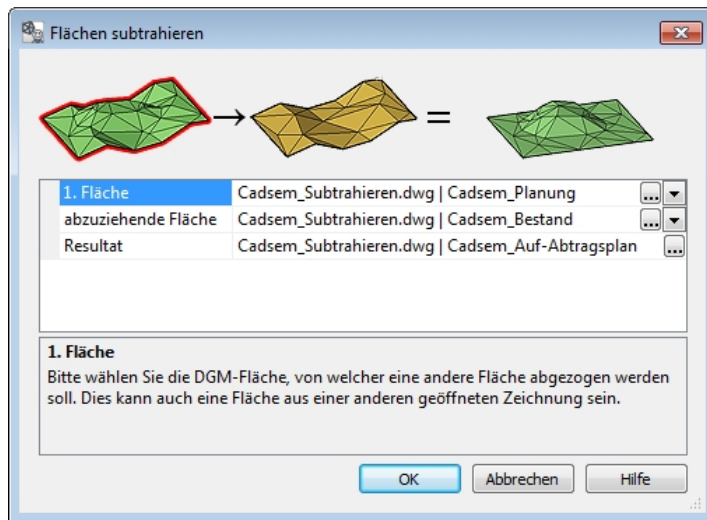 Flächen subtrahieren
→ =
1. Fläche Cadsem_Subtrahieren.dwg | Cadsem_Planung ...
abzuziehende Fläche Cadsem_Subtrahieren.dwg | Cadsem_Bestand ...
Resultat Cadsem_Subtrahieren.dwg | Cadsem_Auf-Abtragsplan ...
1. Fläche
Bitte wählen Sie die DGM-Fläche, von welcher eine andere Fläche abgezogen werden
soll. Dies kann auch eine Fläche aus einer anderen geöffneten Zeichnung sein.
OK Abbrechen Hilfe